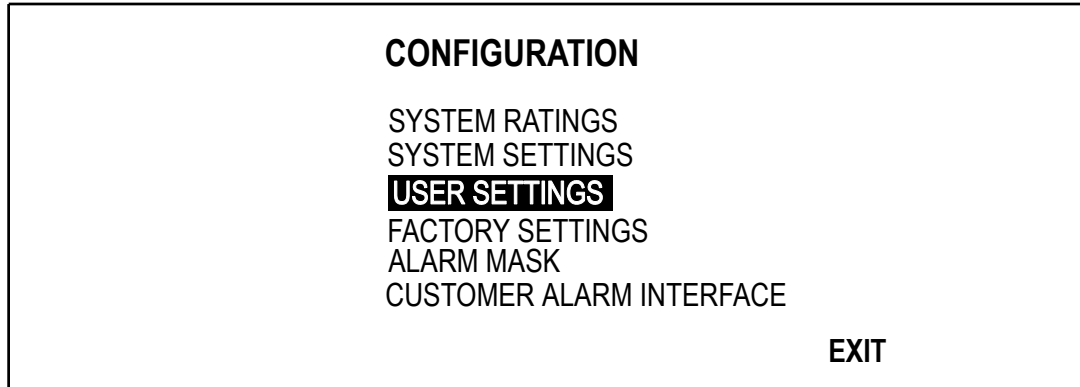 CONFIGURATION
SYSTEM RATINGS
SYSTEM SETTINGS
USER SETTINGS
FACTORY SETTINGS
ALARM MASK
CUSTOMER ALARM INTERFACE
EXIT